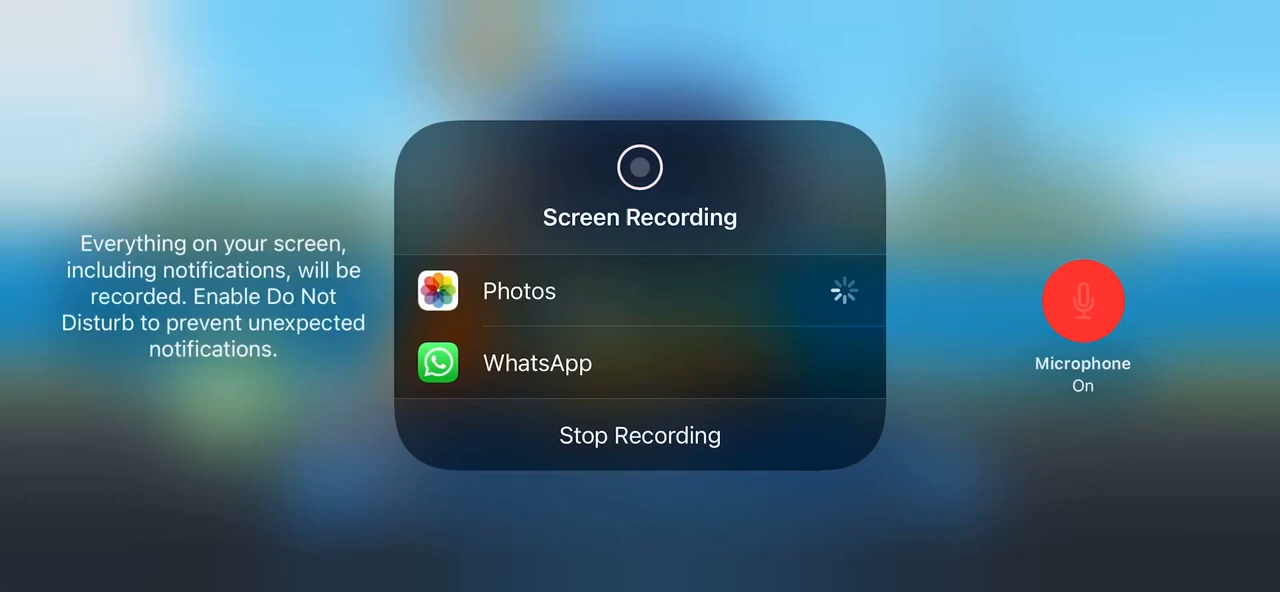 Everything on your screen,
including notifications, will be
recorded. Enable Do Not
Disturb to prevent unexpected
notifications.
Screen Recording
Photos
WhatsApp
Stop Recording
Microphone
On